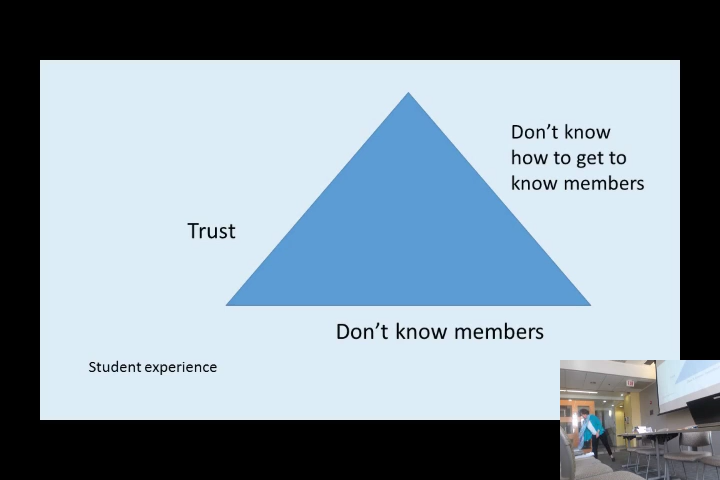 Don't know
how to get to
know members
Trust
Don't know members
Student experience